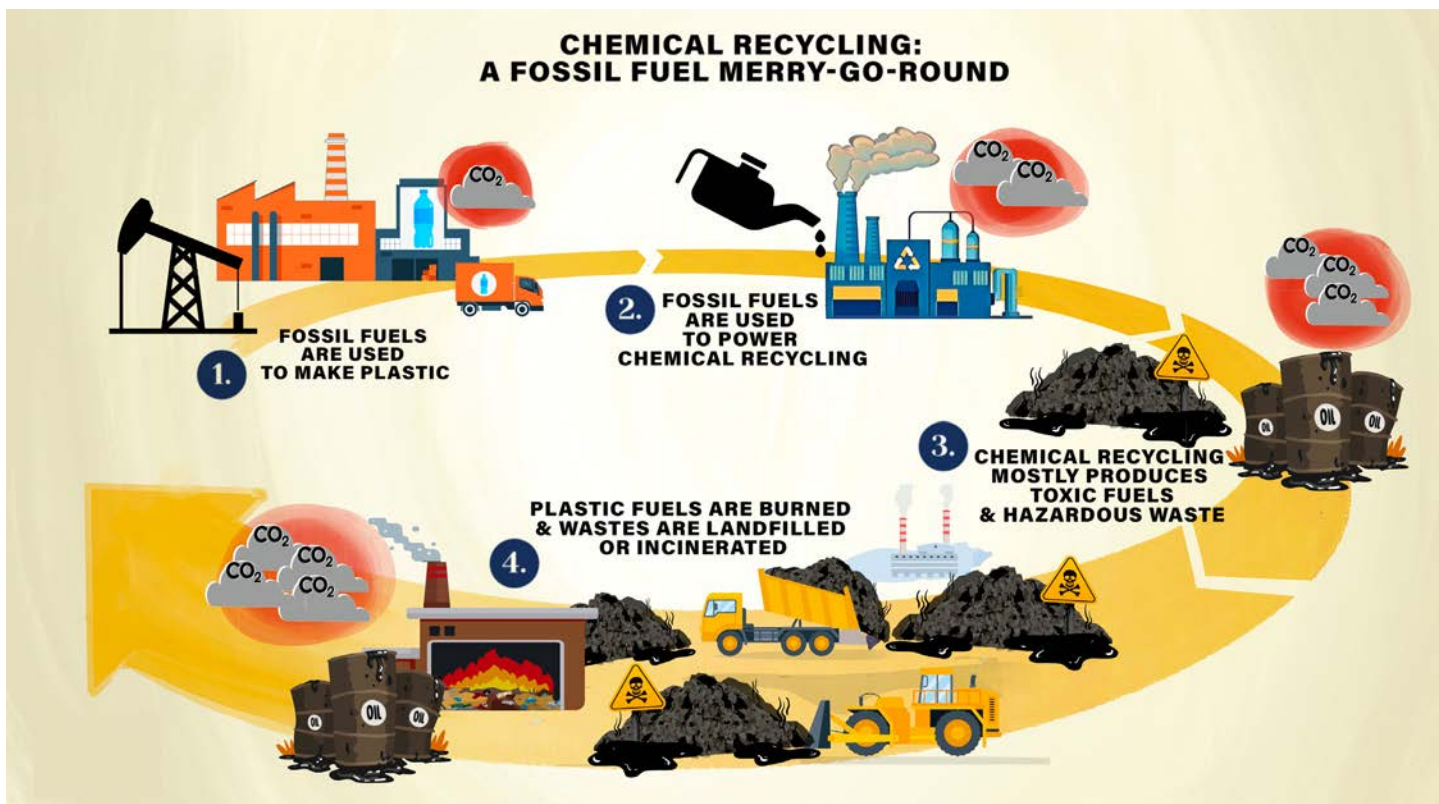 CHEMICAL RECYCLING:
A FOSSIL FUEL MERRY-GO-ROUND
CO2
1.
FOSSIL FUELS
ARE USED
TO MAKE PLASTIC
CO2
CO2
2.
FOSSIL FUELS
ARE USED
TO POWER
CHEMICAL RECYCLING
CO2
CO2
CO2
OIL
OIL
OIL
3.
CHEMICAL RECYCLING
MOSTLY PRODUCES
TOXIC FUELS
& HAZARDOUS WASTE
4.
PLASTIC FUELS ARE BURNED
& WASTES ARE LANDFILLED
OR INCINERATED
CO2
CO2
CO2
CO2
OIL
OIL
OIL